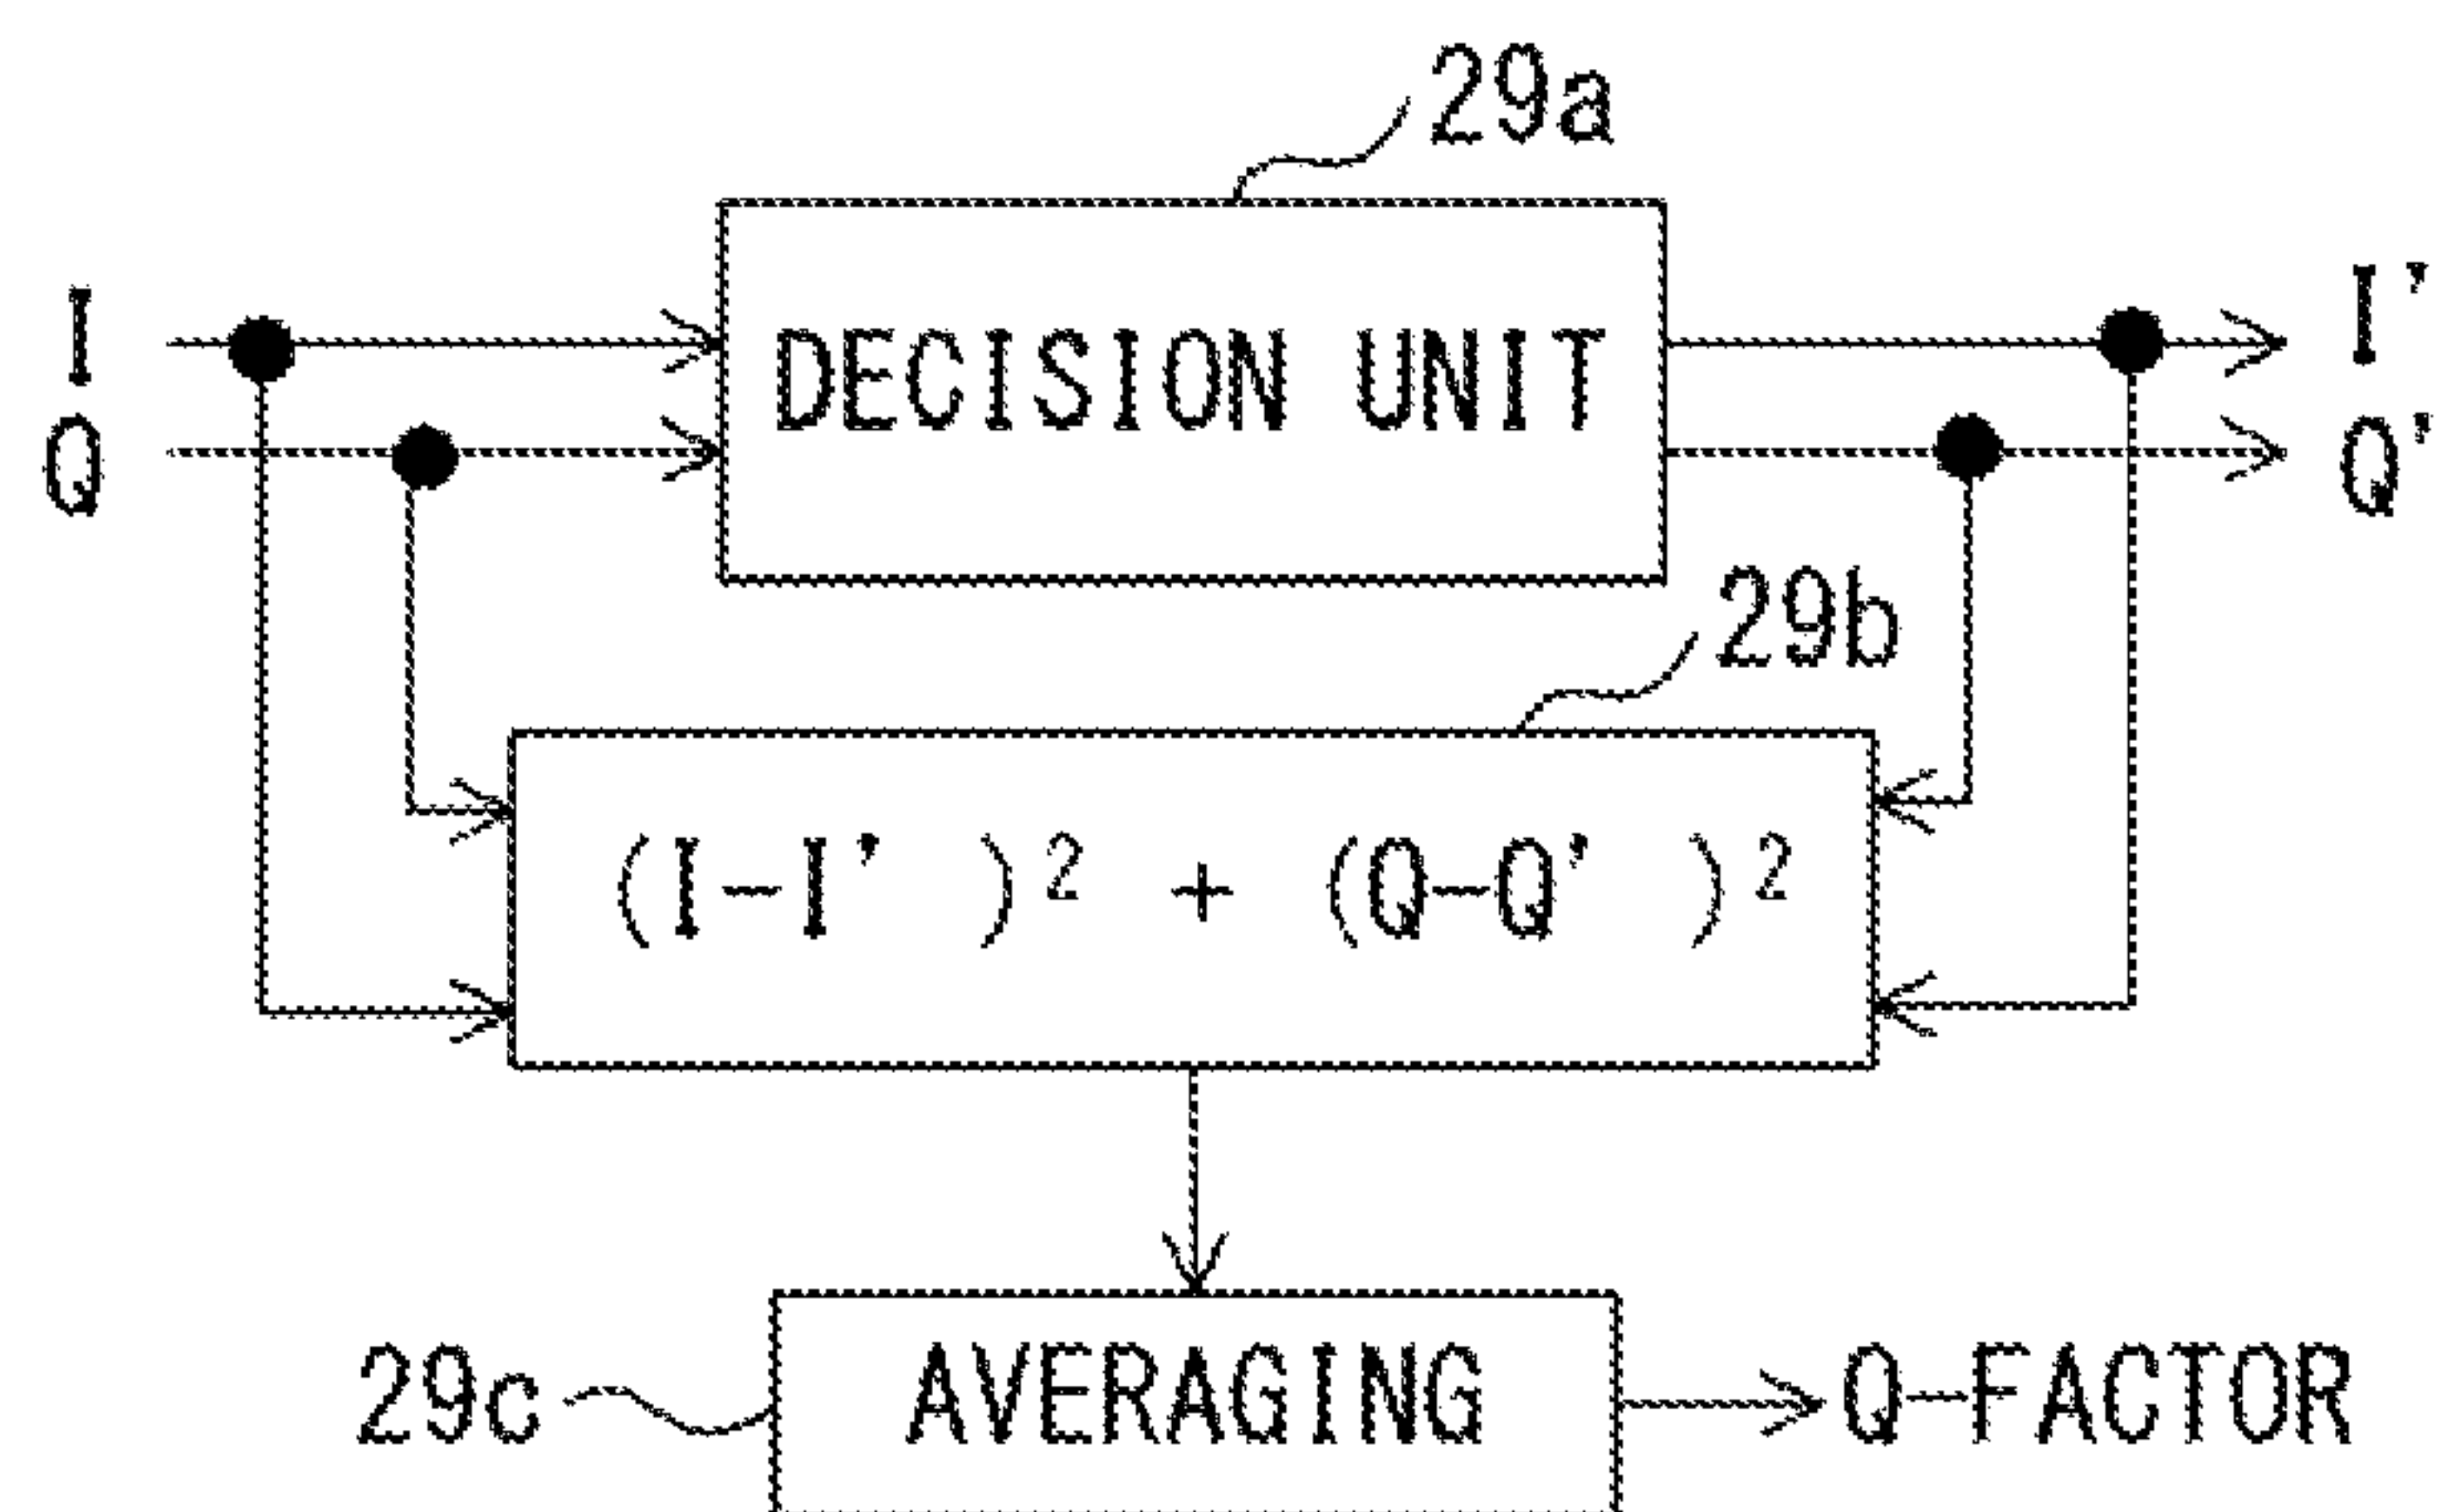 29a
I
I'
DECISION UNIT
Q
Q'
29b
(I-I' )² + (Q-Q' )²
29c
AVERAGING
Q-FACTOR